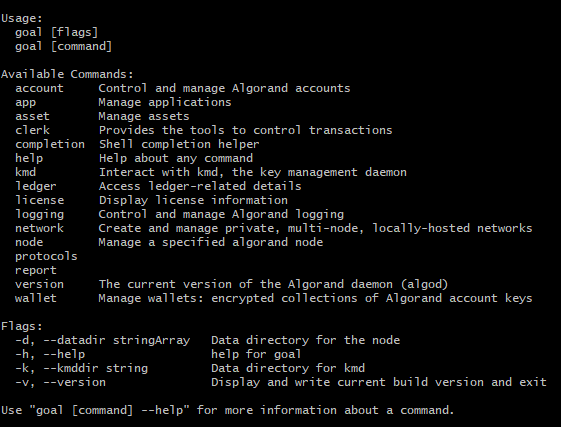 Usage:
  goal [flags]
  goal [command]

Available Commands:
  account     Control and manage Algorand accounts
  app         Manage applications
  asset       Manage assets
  clerk       Provides the tools to control transactions
  completion  Shell completion helper
  help        Help about any command
  kmd         Interact with kmd, the key management daemon
  ledger      Access ledger-related details
  license     Display license information
  logging     Control and manage Algorand logging
  network     Create and manage private, multi-node, locally-hosted networks
  node        Manage a specified algorand node
  protocols
  report
  version     The current version of the Algorand daemon (algod)
  wallet      Manage wallets: encrypted collections of Algorand account keys

Flags:
  -d, --datadir stringArray   Data directory for the node
  -h, --help                  help for goal
  -k, --kmddir string         Data directory for kmd
  -v, --version               Display and write current build version and exit

Use "goal [command] --help" for more information about a command.